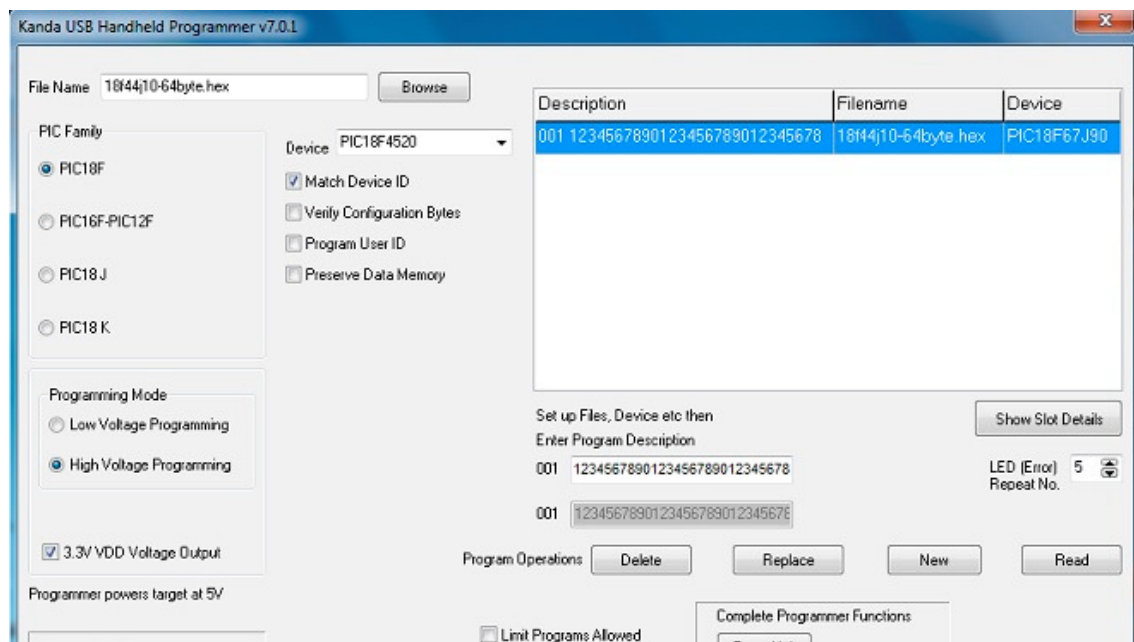 Kanda USB Handheld Programmer v7.0.1
File Name 18f44j10-64byte.hex Browse
PIC Family
PIC18F
PIC16F-PIC12F
PIC18 J
PIC18 K
Device PIC18F4520
Match Device ID
Verify Configuration Bytes
Program User ID
Preserve Data Memory
Description Filename Device
001 1234567890123456789012345678 18f44j10-64byte.hex PIC18F67J90
Programming Mode
Low Voltage Programming
High Voltage Programming
3.3V VDD Voltage Output
Programmer powers target at 5V
Set up Files, Device etc then
Enter Program Description
Show Slot Details
001 1234567890123456789012345678
LED (Error) 5
Repeat No.
001 1234567890123456789012345678
Program Operations Delete Replace New Read
Limit Programs Allowed
Complete Programmer Functions